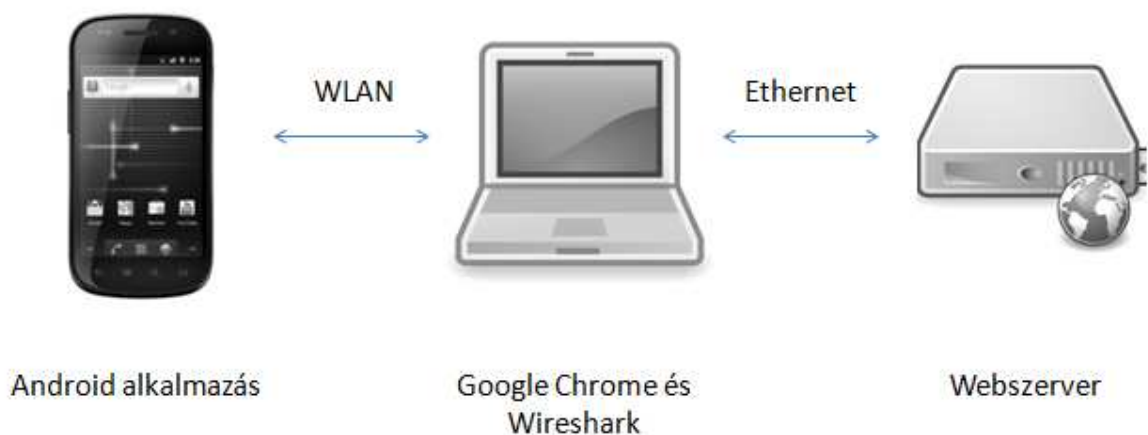 WLAN
Ethernet
Android alkalmazás
Google Chrome és
Wireshark
Webszerver